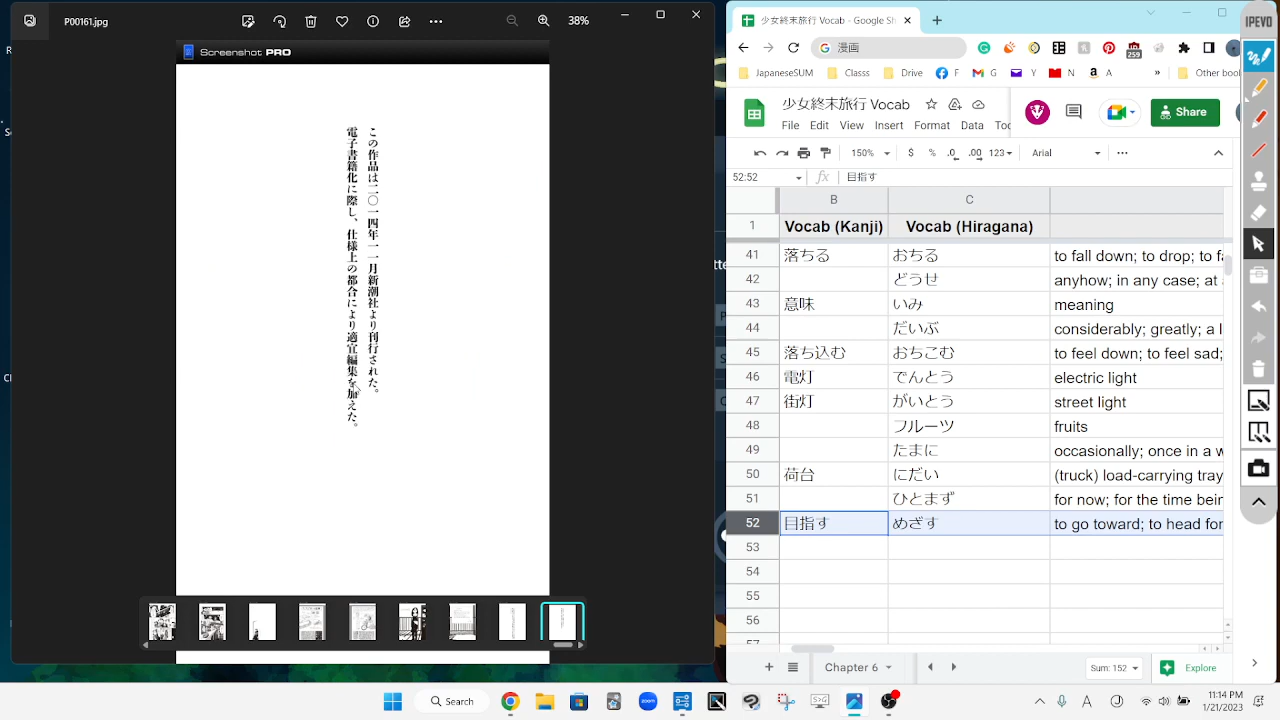 P00161.jpg
38%
Screenshot PRO
この作品は二〇一四年一一月新潮社より刊行された。
電子書籍化に際し、仕様上の都合により適宜編集を加えた。
少女終末旅行 Vocab - G
漫画
259
JapaneseSUM
Classx
Drive
F
G
Y
N
A
»
Other boo
少女終末旅行 Vocab
Share
File Edit View Insert Format Data
150%
$ % .0 .00 123
Arial
52:52
目指す
B C
1 Vocab (Kanji) Vocab (Hiragana)
41 落ちる おちる to fall down; to drop; to fa
42 どうせ anyhow; in any case; at
43 意味 いみ meaning
44 だいぶ considerably; greatly; a l
45 落ち込む おちこむ to feel down; to feel sad;
46 電灯 でんとう electric light
47 街灯 がいとう street light
48 フルーツ fruits
49 たまに occasionally; once in a w
50 荷台 にだい (truck) load-carrying tray
51 ひとまず for now; for the time bein
52 目指す めざす to go toward; to head for
53
54
55
56
Chapter 6
Sum: 152
Explore
IPEVO
Search
zoom
A
11:14 PM